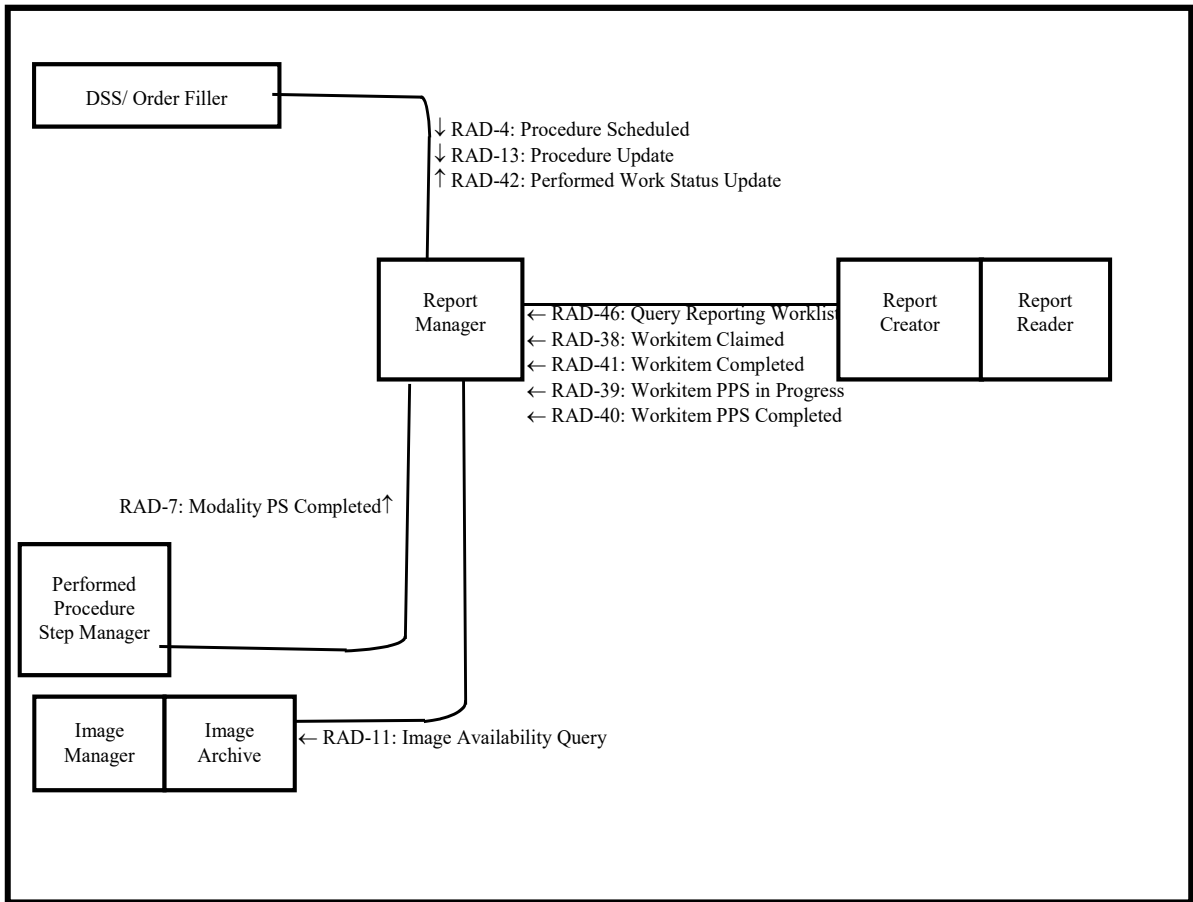 DSS/ Order Filler
↓ RAD-4: Procedure Scheduled
↓ RAD-13: Procedure Update
↑ RAD-42: Performed Work Status Update
Report
Manager
Report
Creator
Report
Reader
← RAD-46: Query Reporting Worklist
← RAD-38: Workitem Claimed
← RAD-41: Workitem Completed
← RAD-39: Workitem PPS in Progress
← RAD-40: Workitem PPS Completed
RAD-7: Modality PS Completed↑
Performed
Procedure
Step Manager
Image
Manager
Image
Archive
← RAD-11: Image Availability Query